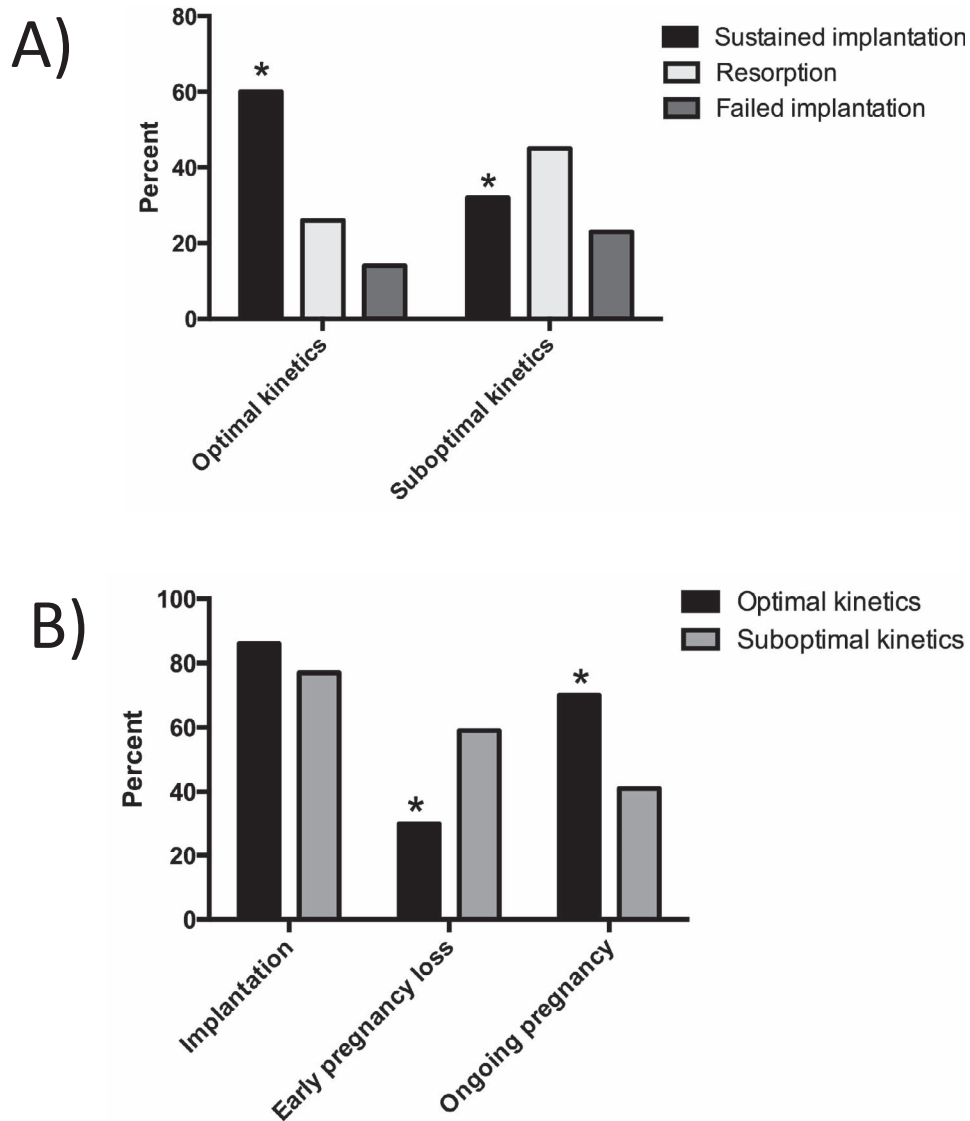 A)
80
60
40
20
0
Percent
*
*
Sustained implantation
Resorption
Failed implantation
Optimal kinetics
Suboptimal kinetics
B)
100
80
60
40
20
0
Percent
*
*
Optimal kinetics
Suboptimal kinetics
Implantation
Early pregnancy loss
Ongoing pregnancy